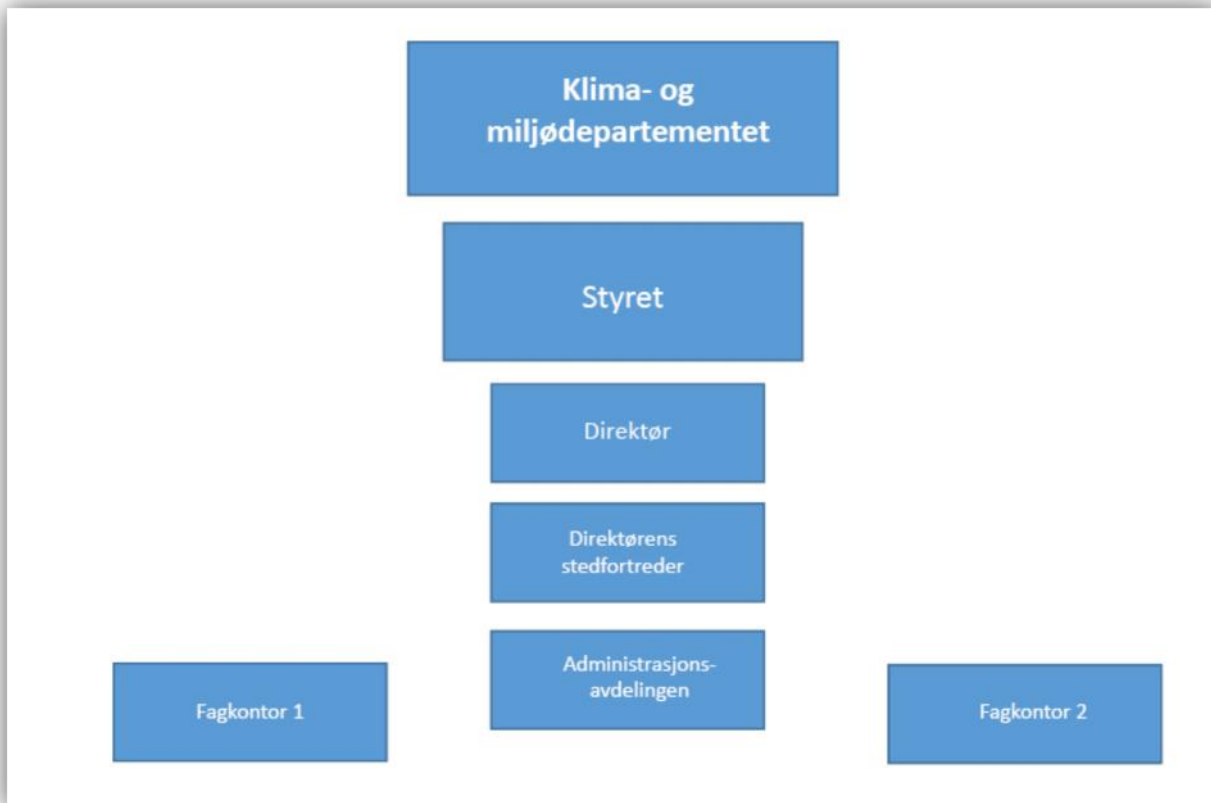 Klima- og
miljødepartementet
Styret
Direktør
Direktørens
stedfortreder
Administrasjons-
avdelingen
Fagkontor 1
Fagkontor 2